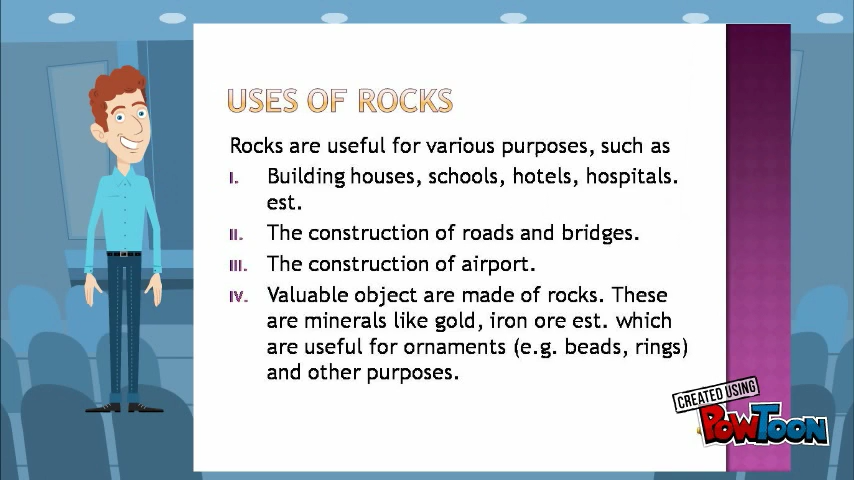 USES OF ROCKS
Rocks are useful for various purposes, such as
I. Building houses, schools, hotels, hospitals.
est.
II. The construction of roads and bridges.
III. The construction of airport.
IV. Valuable object are made of rocks. These
are minerals like gold, iron ore est. which
are useful for ornaments (e.g. beads, rings)
and other purposes.
CREATED USING
POWTOON